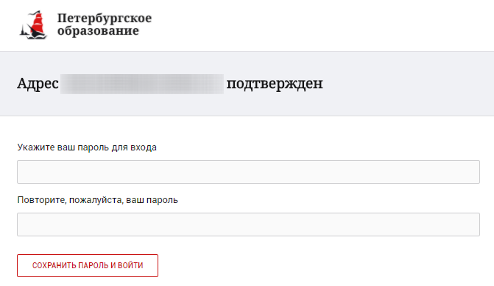 Петербургское
образование
Адрес подтвержден
Укажите ваш пароль для входа
Повторите, пожалуйста, ваш пароль
СОХРАНИТЬ ПАРОЛЬ И ВОЙТИ